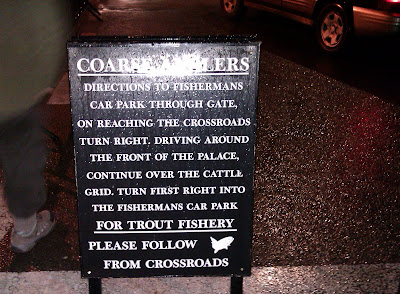 COARSE ANGLERS
DIRECTIONS TO FISHERMANS
CAR PARK THROUGH GATE,
ON REACHING THE CROSSROADS
TURN RIGHT. DRIVING AROUND
THE FRONT OF THE PALACE,
CONTINUE OVER THE CATTLE
GRID. TURN FIRST RIGHT INTO
THE FISHERMANS CAR PARK
FOR TROUT FISHERY
PLEASE FOLLOW
FROM CROSSROADS